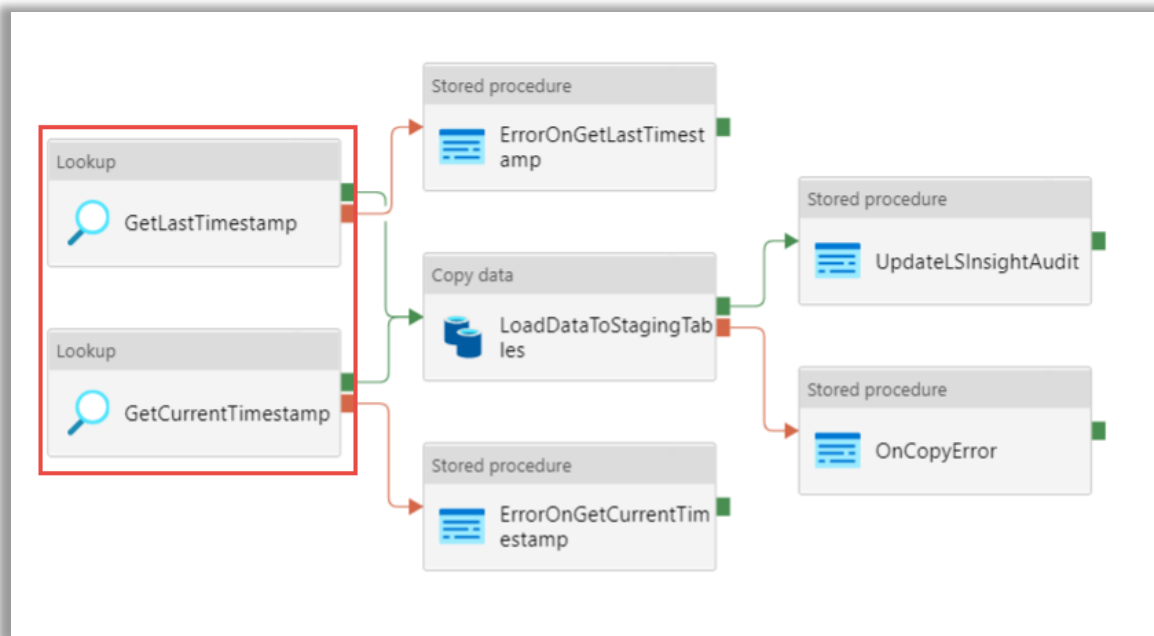 Lookup
GetLastTimestamp
Lookup
GetCurrentTimestamp
Stored procedure
ErrorOnGetLastTimest
amp
Copy data
LoadDataToStagingTab
les
Stored procedure
ErrorOnGetCurrentTim
estamp
Stored procedure
UpdateLSInsightAudit
Stored procedure
OnCopyError